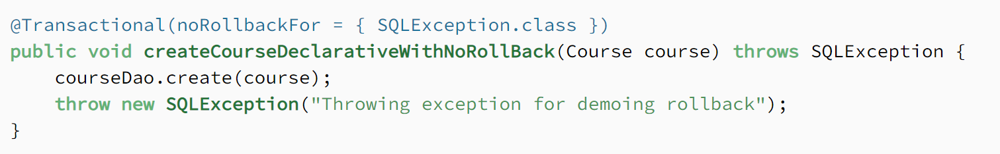 @Transactional(noRollbackFor = { SQLException.class })
public void createCourseDeclarativeWithNoRollBack(Course course) throws SQLException {
    courseDao.create(course);
    throw new SQLException("Throwing exception for demoing rollback");
}